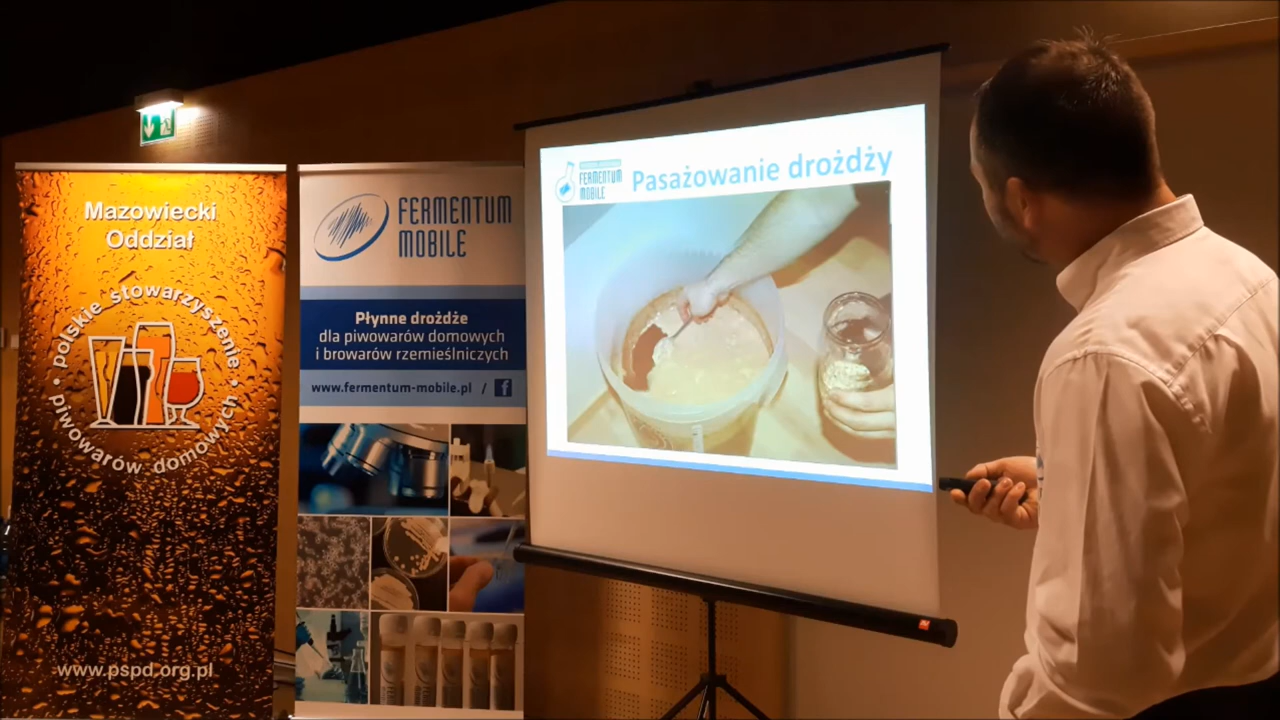 Mazowiecki
Oddział
• polskie stowarzyszenie •
piwowarów domowych
www.pspd.org.pl
FERMENTUM
MOBILE
Płynne drożdże
dla piwowarów domowych
i browarów rzemieślniczych
www.fermentum-mobile.pl / f
FERMENTUM
MOBILE
Pasażowanie drożdży